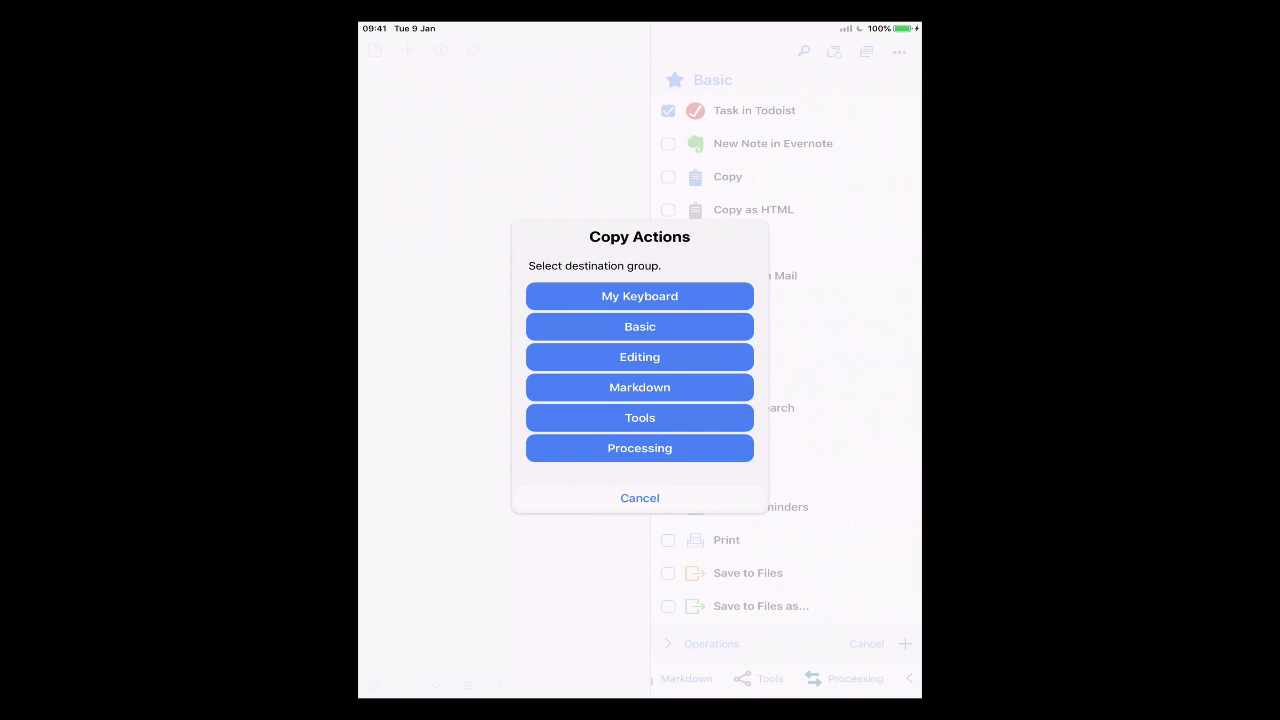 09:41 Tue 9 Jan
100%
Basic
Task in Todoist
New Note in Evernote
Copy
Copy as HTML
Copy Actions
Select destination group.
My Keyboard
Basic
Editing
Markdown
Tools
Processing
Cancel
Mail
Print
Save to Files
Save to Files as...
Operations
Cancel
Markdown
Tools
Processing